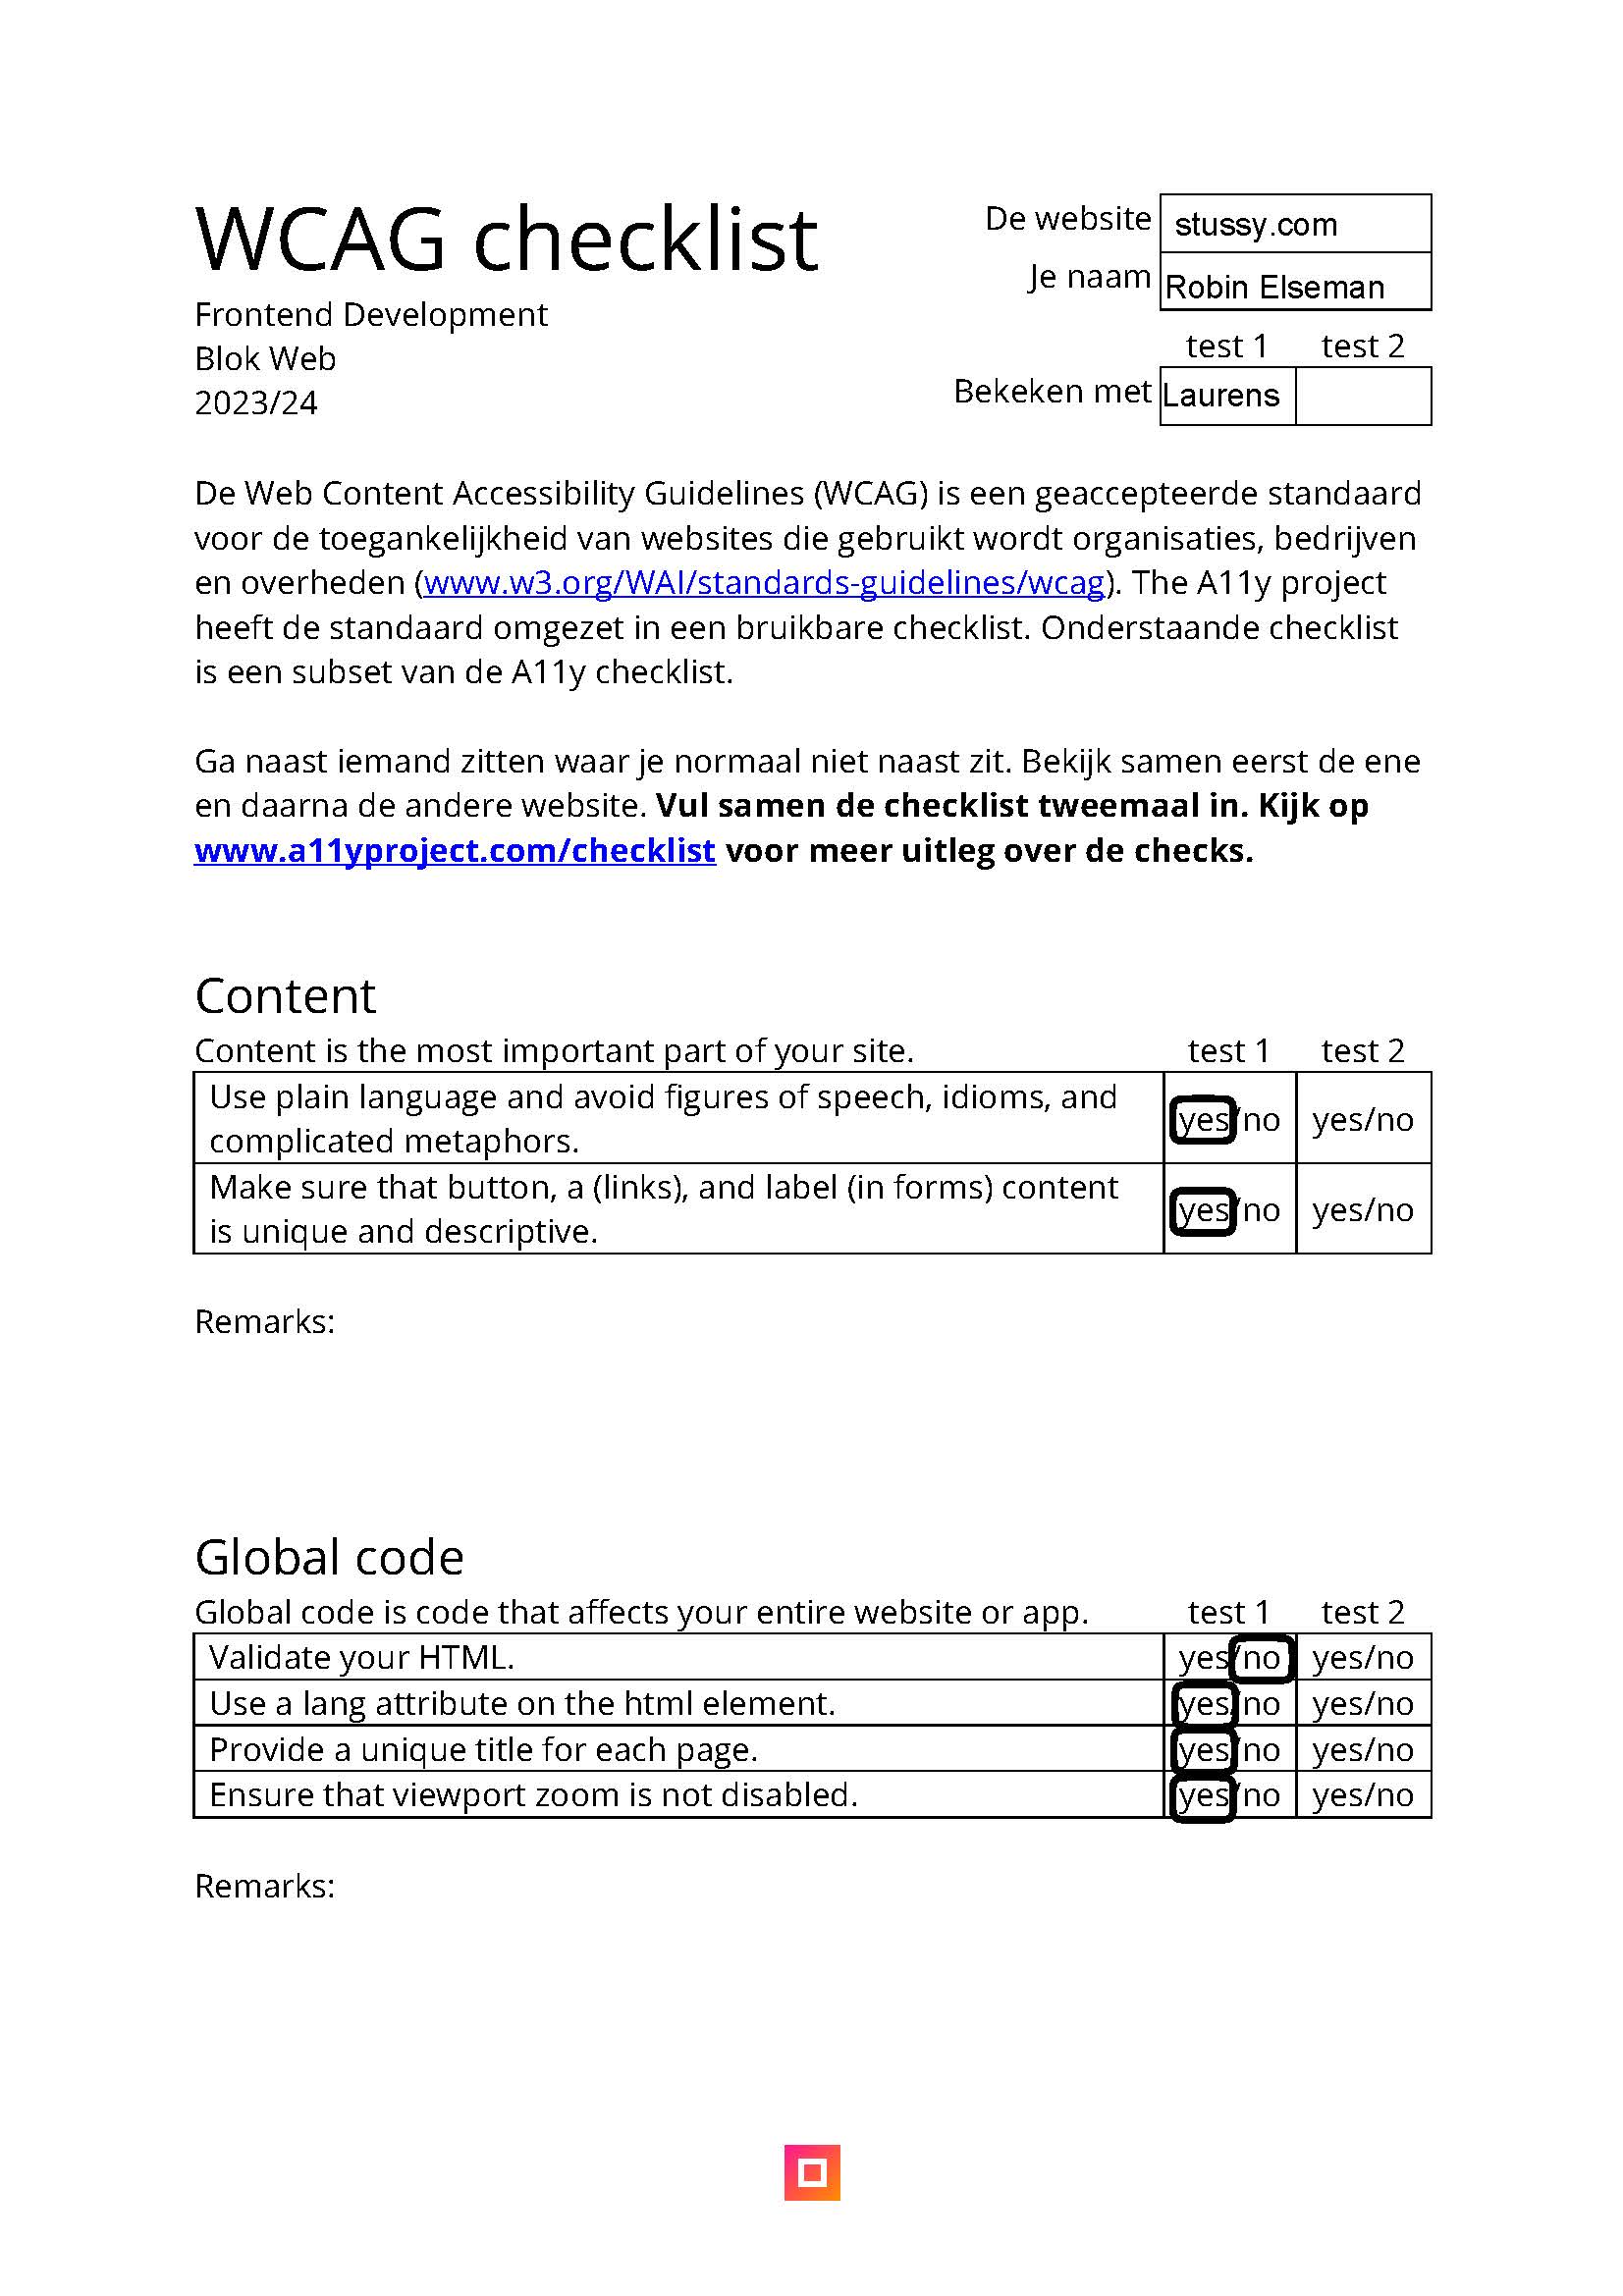 WCAG checklist
Frontend Development
Blok Web
2023/24
De website stussy.com
Je naam Robin Elseman
test 1 test 2
Bekeken met Laurens
De Web Content Accessibility Guidelines (WCAG) is een geaccepteerde standaard
voor de toegankelijkheid van websites die gebruikt wordt organisaties, bedrijven
en overheden (www.w3.org/WAI/standards-guidelines/wcag). The A11y project
heeft de standaard omgezet in een bruikbare checklist. Onderstaande checklist
is een subset van de A11y checklist.
Ga naast iemand zitten waar je normaal niet naast zit. Bekijk samen eerst de ene
en daarna de andere website. Vul samen de checklist tweemaal in. Kijk op
www.a11yproject.com/checklist voor meer uitleg over de checks.
Content
Content is the most important part of your site. test 1 test 2
Use plain language and avoid figures of speech, idioms, and
complicated metaphors. yes/no yes/no
Make sure that button, a (links), and label (in forms) content
is unique and descriptive. yes/no yes/no
Remarks:
Global code
Global code is code that affects your entire website or app. test 1 test 2
Validate your HTML. yes/no yes/no
Use a lang attribute on the html element. yes/no yes/no
Provide a unique title for each page. yes/no yes/no
Ensure that viewport zoom is not disabled. yes/no yes/no
Remarks: